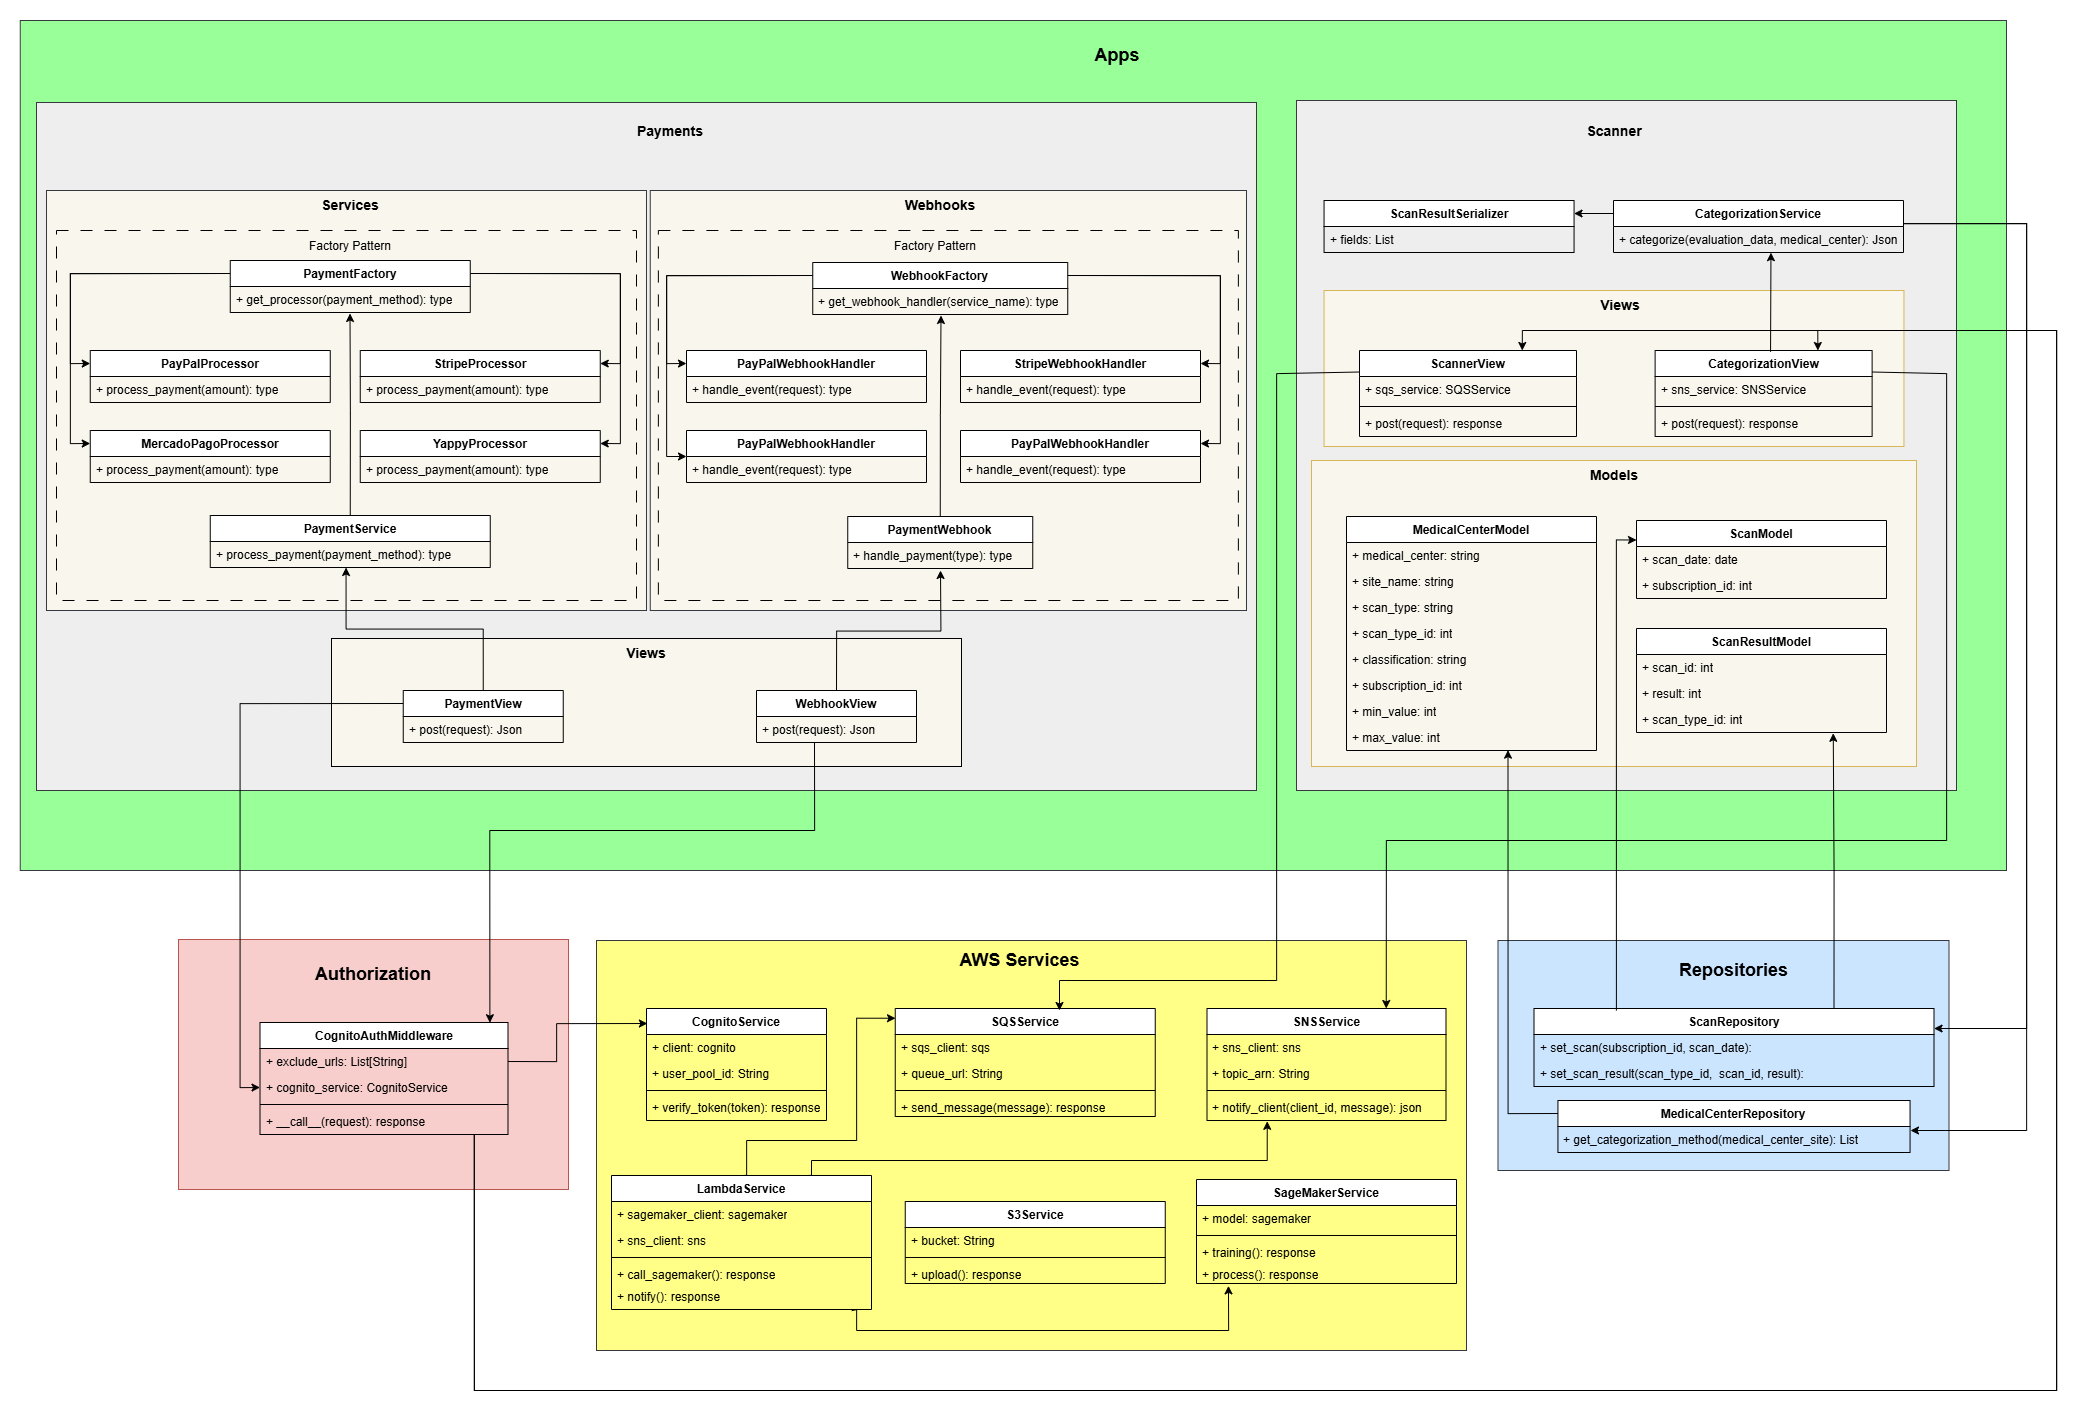 Apps
Payments
Services
Factory Pattern
PaymentFactory
+ get_processor(payment_method): type
PayPalProcessor
+ process_payment(amount): type
StripeProcessor
+ process_payment(amount): type
MercadoPagoProcessor
+ process_payment(amount): type
YappyProcessor
+ process_payment(amount): type
PaymentService
+ process_payment(payment_method): type
Webhooks
Factory Pattern
WebhookFactory
+ get_webhook_handler(service_name): type
PayPalWebhookHandler
+ handle_event(request): type
StripeWebhookHandler
+ handle_event(request): type
PayPalWebhookHandler
+ handle_event(request): type
PayPalWebhookHandler
+ handle_event(request): type
PaymentWebhook
+ handle_payment(type): type
Views
PaymentView
+ post(request): Json
WebhookView
+ post(request): Json
Scanner
ScanResultSerializer
+ fields: List
CategorizationService
+ categorize(evaluation_data, medical_center): Json
Views
ScannerView
+ sqs_service: SQSService
+ post(request): response
CategorizationView
+ sns_service: SNSService
+ post(request): response
Models
MedicalCenterModel
+ medical_center: string
+ site_name: string
+ scan_type: string
+ scan_type_id: int
+ classification: string
+ subscription_id: int
+ min_value: int
+ max_value: int
ScanModel
+ scan_date: date
+ subscription_id: int
ScanResultModel
+ scan_id: int
+ result: int
+ scan_type_id: int
Authorization
CognitoAuthMiddleware
+ exclude_urls: List[String]
+ cognito_service: CognitoService
+ __call__(request): response
AWS Services
CognitoService
+ client: cognito
+ user_pool_id: String
+ verify_token(token): response
SQSService
+ sqs_client: sqs
+ queue_url: String
+ send_message(message): response
SNSService
+ sns_client: sns
+ topic_arn: String
+ notify_client(client_id, message): json
LambdaService
+ sagemaker_client: sagemaker
+ sns_client: sns
+ call_sagemaker(): response
+ notify(): response
S3Service
+ bucket: String
+ upload(): response
SageMakerService
+ model: sagemaker
+ training(): response
+ process(): response
Repositories
ScanRepository
+ set_scan(subscription_id, scan_date):
+ set_scan_result(scan_type_id,  scan_id, result):
MedicalCenterRepository
+ get_categorization_method(medical_center_site): List